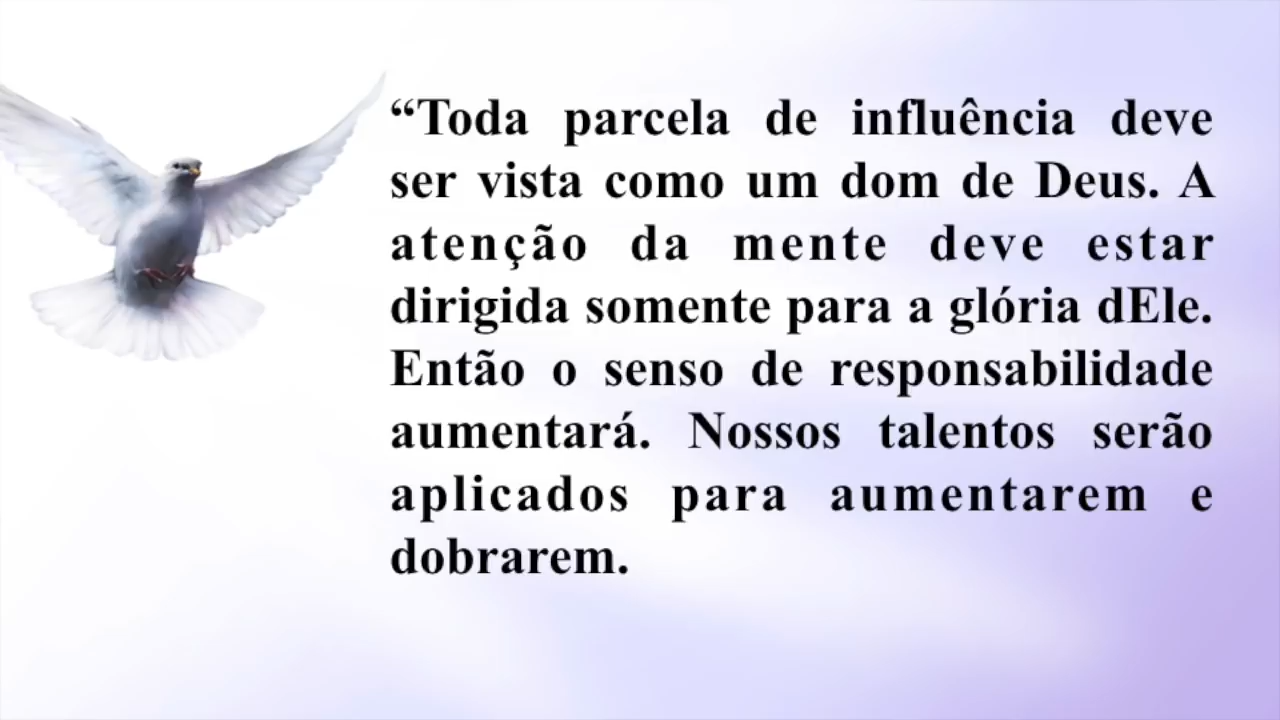 “Toda parcela de influência deve
ser vista como um dom de Deus. A
atenção da mente deve estar
dirigida somente para a glória dEle.
Então o senso de responsabilidade
aumentará. Nossos talentos serão
aplicados para aumentarem e
dobrarem.